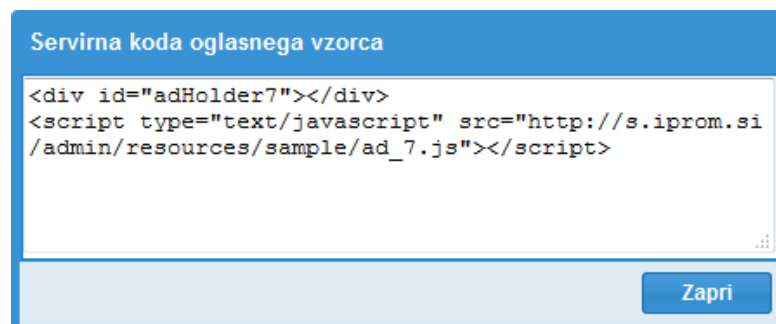 Servirna koda oglasnega vzorca
<div id="adHolder7"></div>
<script type="text/javascript" src="http://s.iprom.si
/admin/resources/sample/ad_7.js"></script>
Zapri